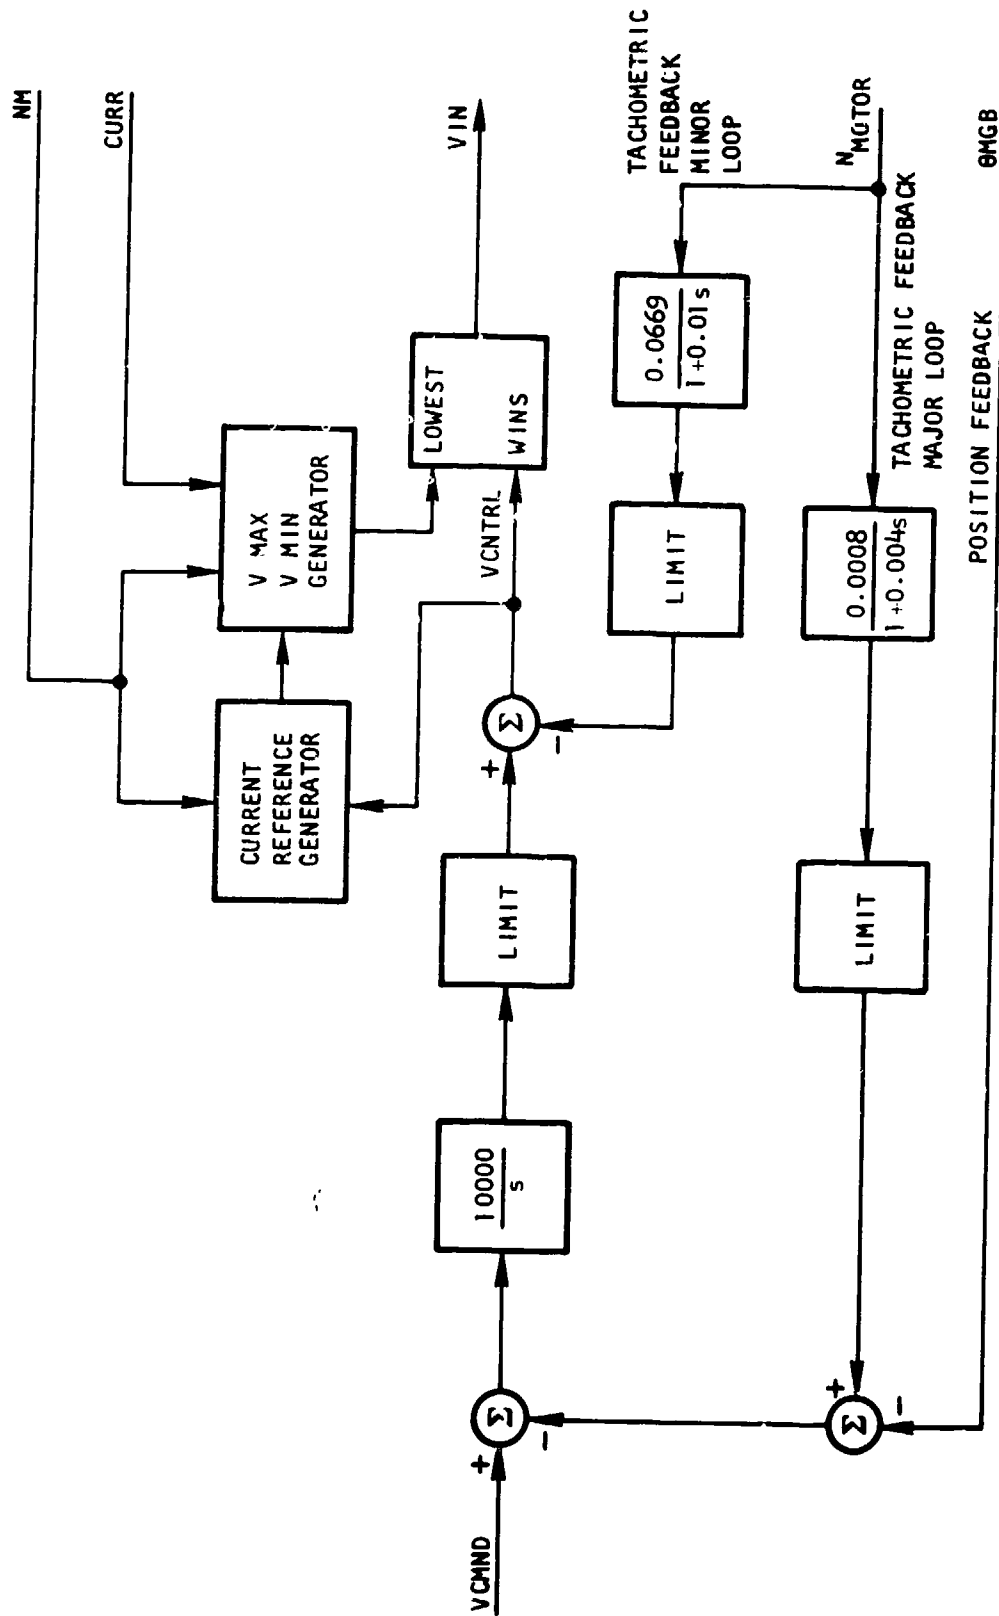 NM
CURR
CURRENT
REFERENCE
GENERATOR
V MAX
V MIN
GENERATOR
LOWEST
WINS
VIN
VCMND
+
Σ
-
10000
s
LIMIT
+
Σ
-
VCNTRL
LIMIT
0.0669
1+0.01s
TACHOMETRIC
FEEDBACK
MINOR
LOOP
+
Σ
-
LIMIT
0.0008
1+0.004s
NMOTOR
TACHOMETRIC FEEDBACK
MAJOR LOOP
POSITION FEEDBACK
θMGB